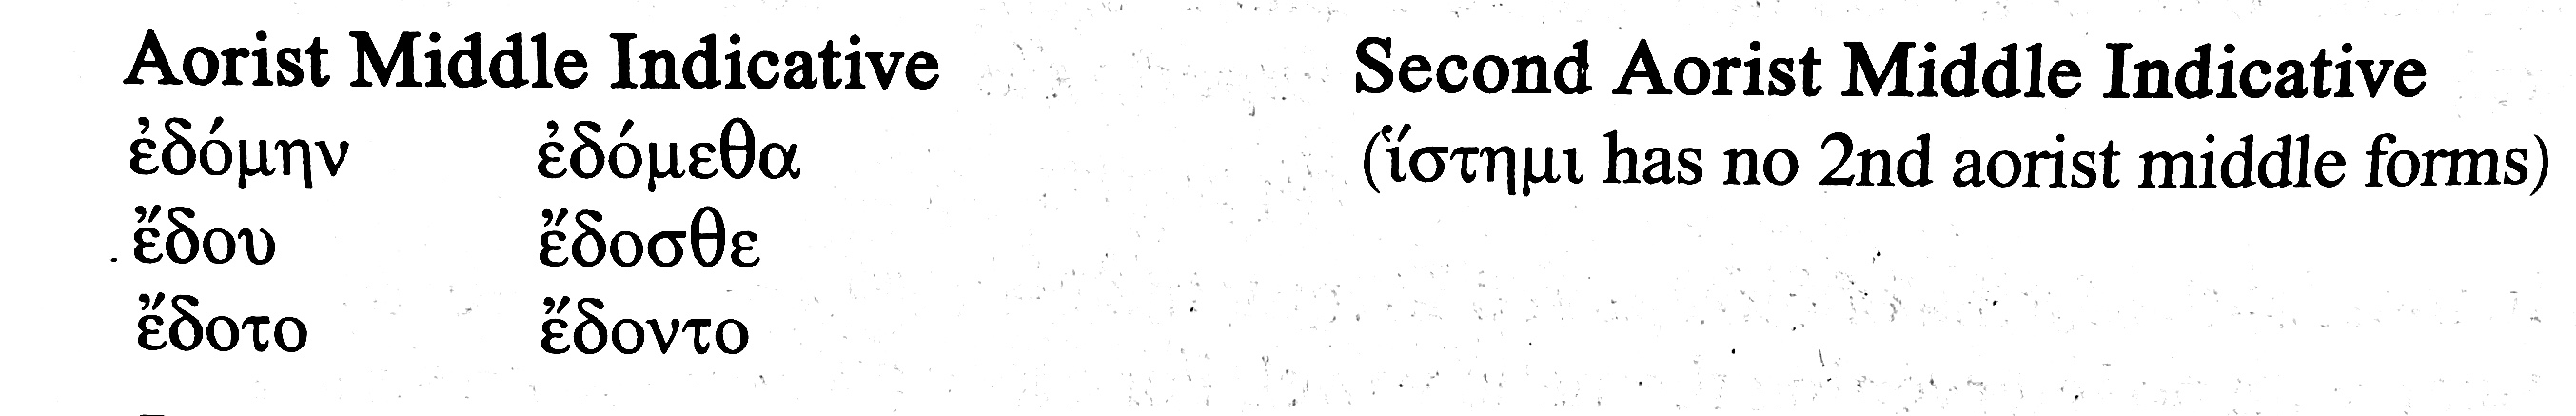 Aorist Middle Indicative
ἐδόμην ἐδόμεθα
ἔδου ἔδοσθε
ἔδοτο ἔδοντο
Second Aorist Middle Indicative
(ἵστημι has no 2nd aorist middle forms)